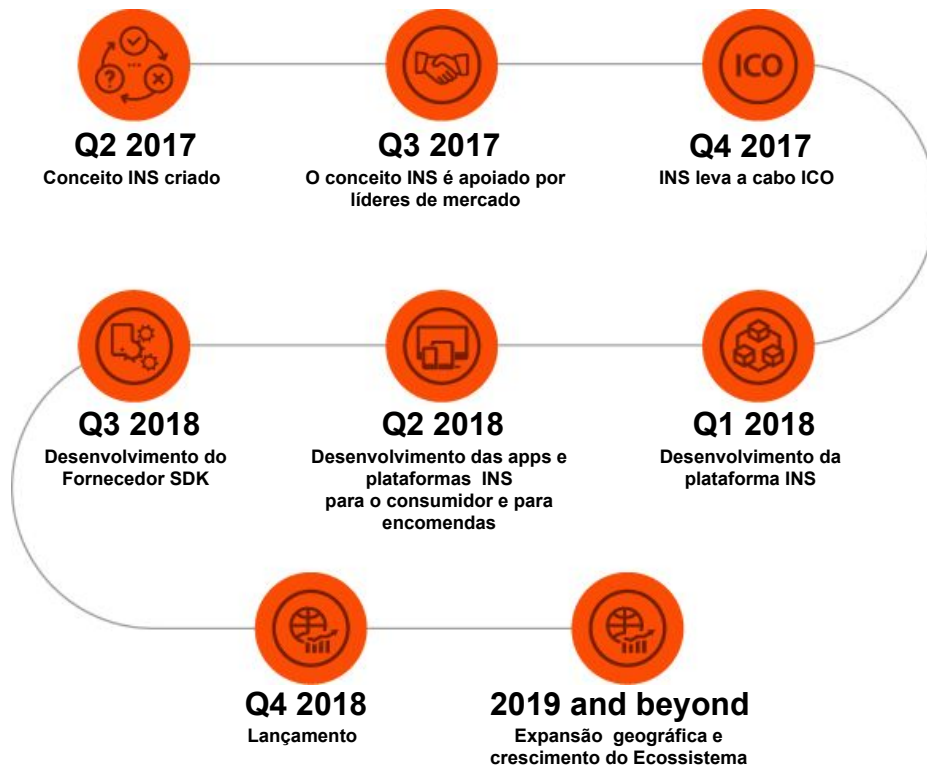 ICO
Q2 2017
Conceito INS criado
Q3 2017
O conceito INS é apoiado por
líderes de mercado
Q4 2017
INS leva a cabo ICO
Q3 2018
Desenvolvimento do
Fornecedor SDK
Q2 2018
Desenvolvimento das apps e
plataformas INS
para o consumidor e para
encomendas
Q1 2018
Desenvolvimento da
plataforma INS
Q4 2018
Lançamento
2019 and beyond
Expansão geográfica e
crescimento do Ecossistema